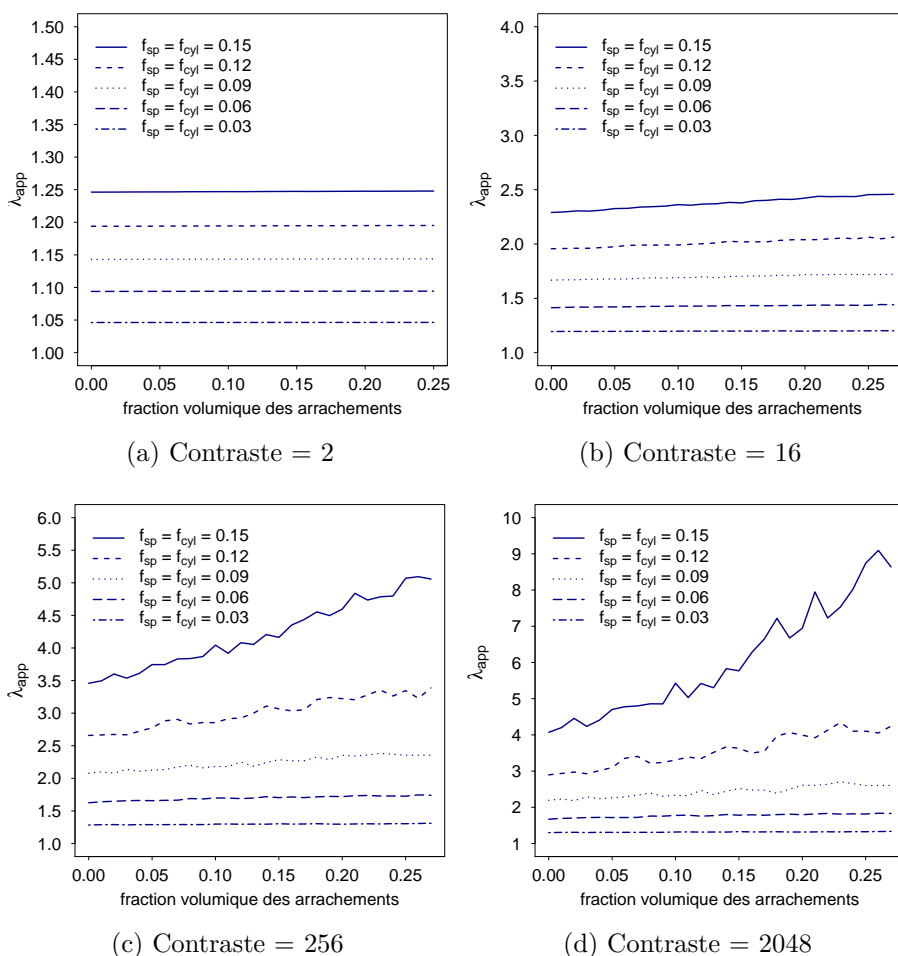 1.50
1.45
1.40
1.35
1.30
1.25
1.20
1.15
1.10
1.05
1.00
λapp
fsp = fcyl = 0.15
fsp = fcyl = 0.12
fsp = fcyl = 0.09
fsp = fcyl = 0.06
fsp = fcyl = 0.03
0.00 0.05 0.10 0.15 0.20 0.25
fraction volumique des arrachements
(a) Contraste = 2
4.0
3.5
3.0
2.5
2.0
1.5
1.0
λapp
fsp = fcyl = 0.15
fsp = fcyl = 0.12
fsp = fcyl = 0.09
fsp = fcyl = 0.06
fsp = fcyl = 0.03
0.00 0.05 0.10 0.15 0.20 0.25
fraction volumique des arrachements
(b) Contraste = 16
6.0
5.5
5.0
4.5
4.0
3.5
3.0
2.5
2.0
1.5
1.0
λapp
fsp = fcyl = 0.15
fsp = fcyl = 0.12
fsp = fcyl = 0.09
fsp = fcyl = 0.06
fsp = fcyl = 0.03
0.00 0.05 0.10 0.15 0.20 0.25
fraction volumique des arrachements
(c) Contraste = 256
10
9
8
7
6
5
4
3
2
1
λapp
fsp = fcyl = 0.15
fsp = fcyl = 0.12
fsp = fcyl = 0.09
fsp = fcyl = 0.06
fsp = fcyl = 0.03
0.00 0.05 0.10 0.15 0.20 0.25
fraction volumique des arrachements
(d) Contraste = 2048